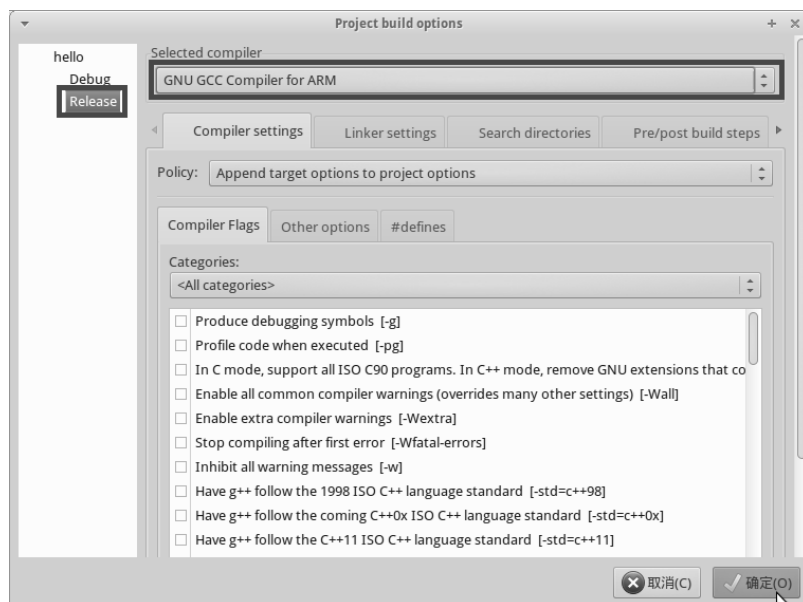 Project build options
hello
Debug
Release
Selected compiler
GNU GCC Compiler for ARM
Compiler settings
Linker settings
Search directories
Pre/post build steps
Policy:
Append target options to project options
Compiler Flags
Other options
#defines
Categories:
<All categories>
Produce debugging symbols [-g]
Profile code when executed [-pg]
In C mode, support all ISO C90 programs. In C++ mode, remove GNU extensions that co
Enable all common compiler warnings (overrides many other settings) [-Wall]
Enable extra compiler warnings [-Wextra]
Stop compiling after first error [-Wfatal-errors]
Inhibit all warning messages [-w]
Have g++ follow the 1998 ISO C++ language standard [-std=c++98]
Have g++ follow the coming C++0x ISO C++ language standard [-std=c++0x]
Have g++ follow the C++11 ISO C++ language standard [-std=c++11]
取消(C)
确定(O)